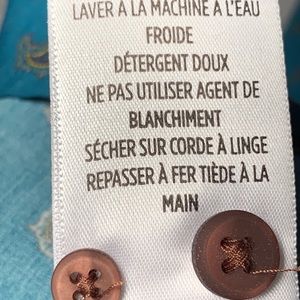 LAVER À LA MACHINE À L'EAU
FROIDE
DÉTERGENT DOUX
NE PAS UTILISER AGENT DE
BLANCHIMENT
SÉCHER SUR CORDE À LINGE
REPASSER À FER TIÈDE À LA
MAIN